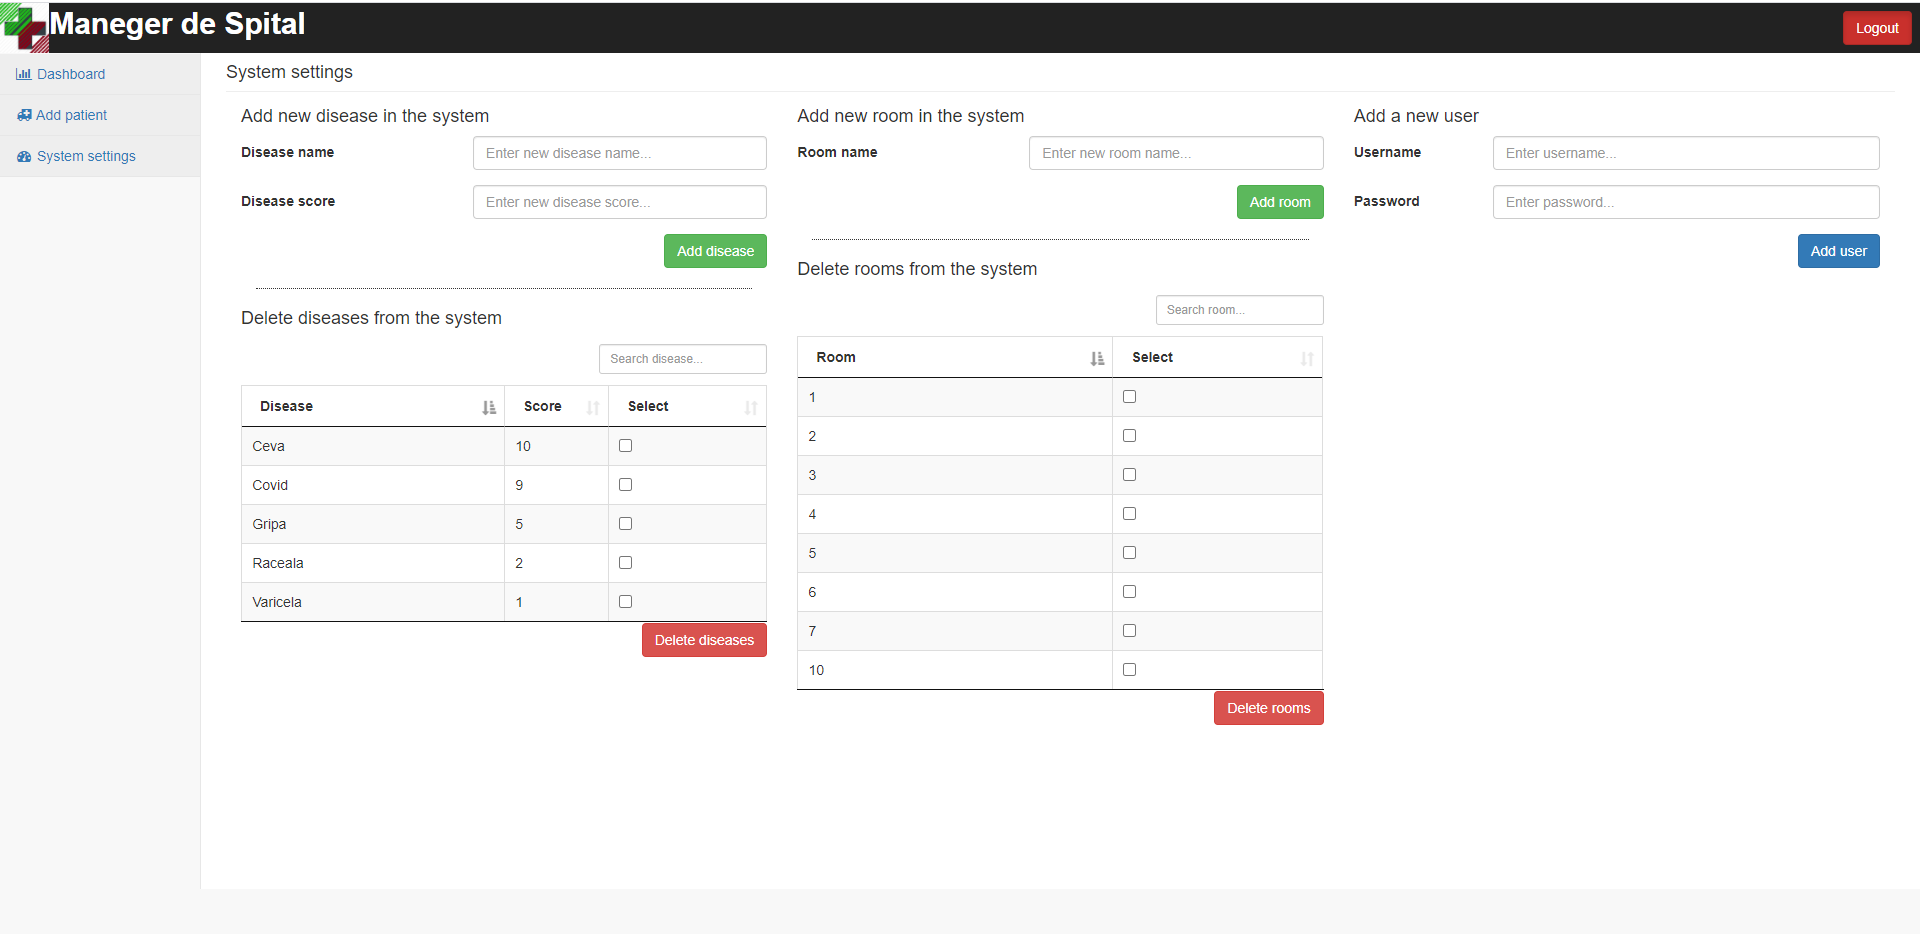 Maneger de Spital
Logout
Dashboard
Add patient
System settings
System settings
Add new disease in the system
Disease name
Enter new disease name...
Disease score
Enter new disease score...
Add disease
Delete diseases from the system
Search disease...
Disease Score Select
Ceva 10
Covid 9
Gripa 5
Raceala 2
Varicela 1
Delete diseases
Add new room in the system
Room name
Enter new room name...
Add room
Delete rooms from the system
Search room...
Room Select
1
2
3
4
5
6
7
10
Delete rooms
Add a new user
Username
Enter username...
Password
Enter password...
Add user